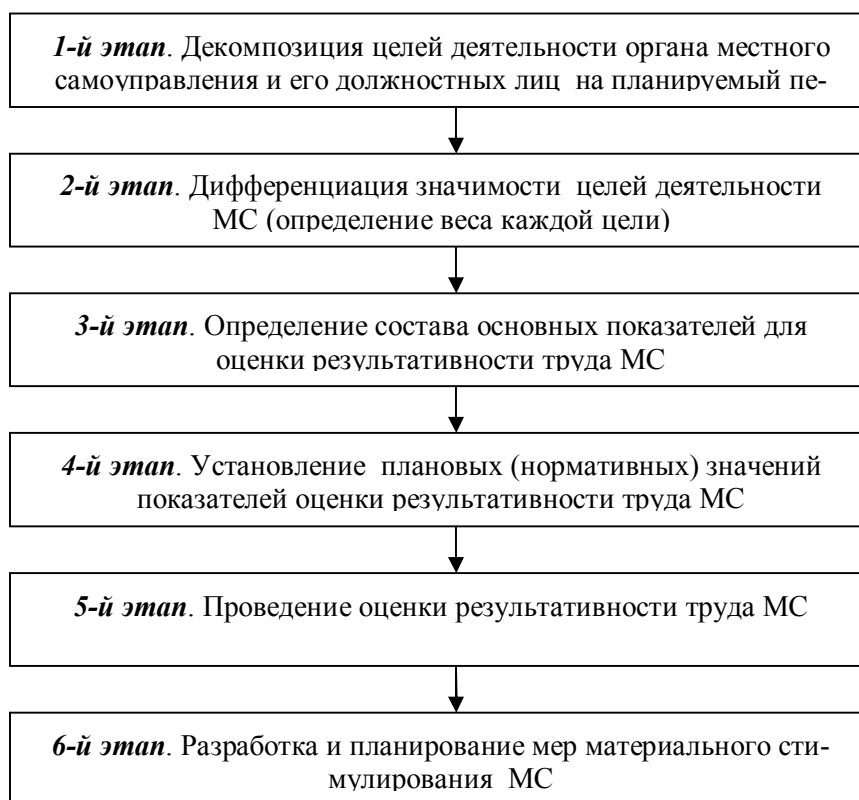 1-й этап. Декомпозиция целей деятельности органа местного
самоуправления и его должностных лиц на планируемый пе-
2-й этап. Дифференциация значимости целей деятельности
МС (определение веса каждой цели)
3-й этап. Определение состава основных показателей для
оценки результативности труда МС
4-й этап. Установление плановых (нормативных) значений
показателей оценки результативности труда МС
5-й этап. Проведение оценки результативности труда МС
6-й этап. Разработка и планирование мер материального сти-
мулирования МС